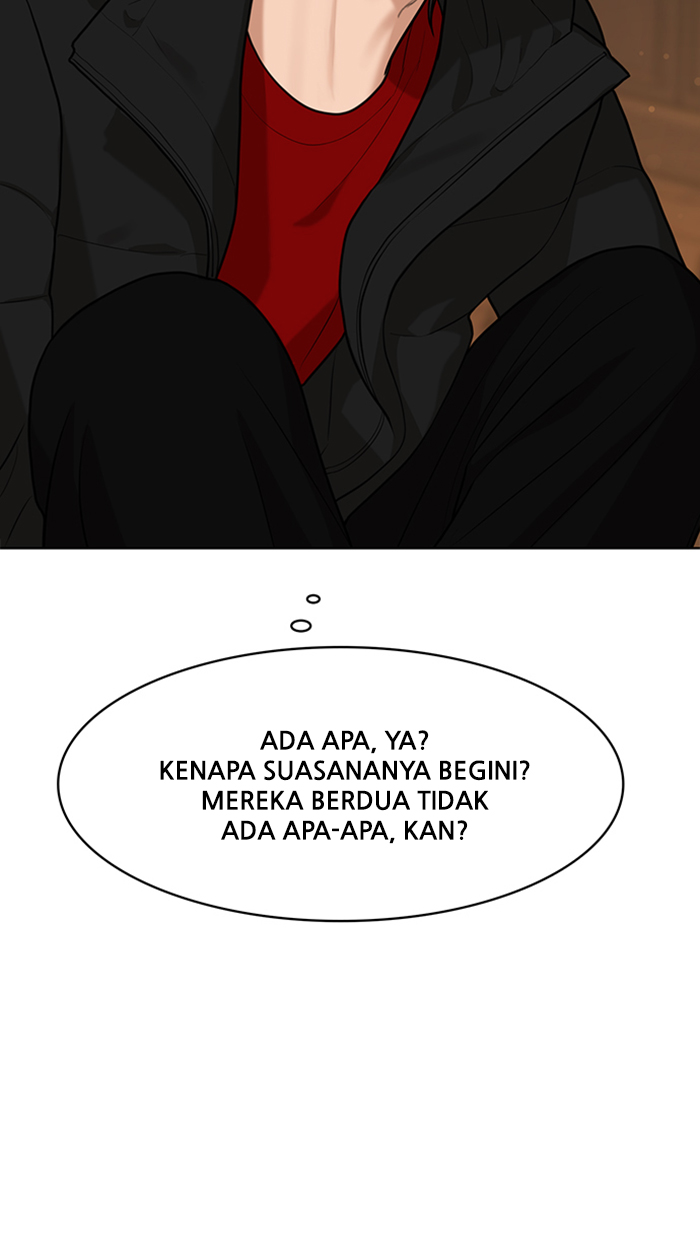 ADA APA, YA?
KENAPA SUASANANYA BEGINI?
MEREKA BERDUA TIDAK
ADA APA-APA, KAN?